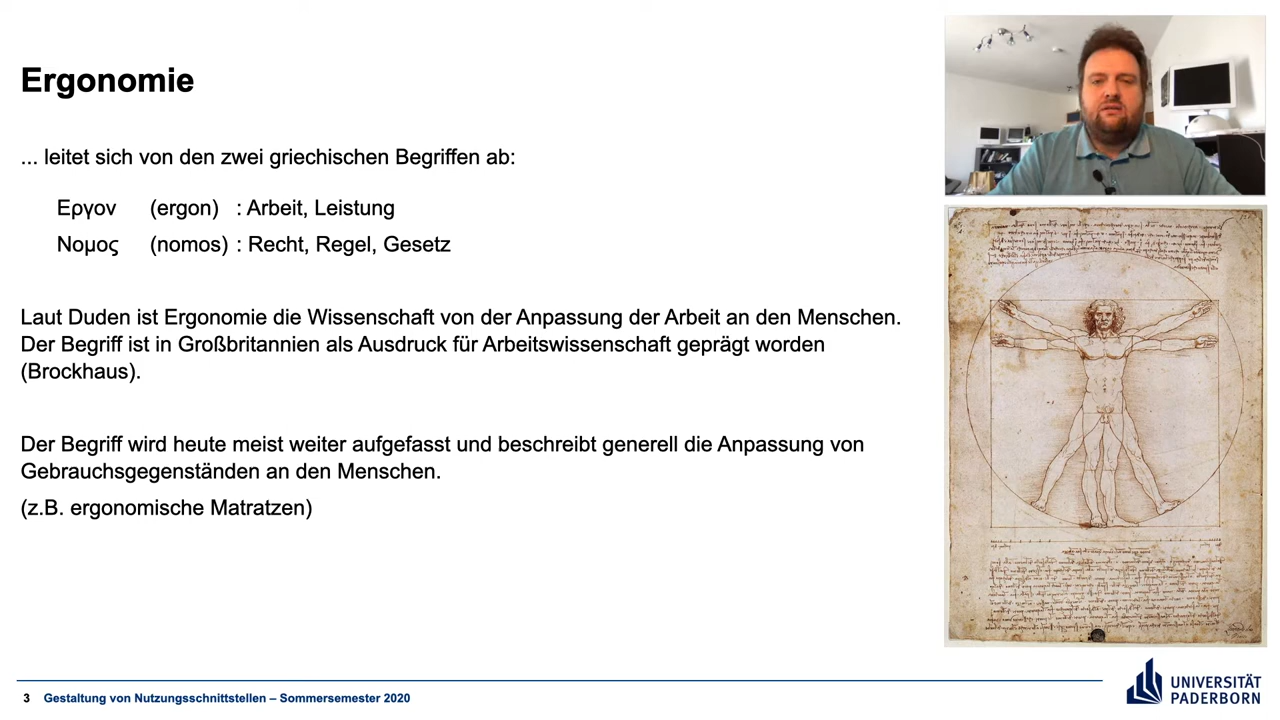 Ergonomie
... leitet sich von den zwei griechischen Begriffen ab:
Εργον (ergon) : Arbeit, Leistung
Νομος (nomos) : Recht, Regel, Gesetz
Laut Duden ist Ergonomie die Wissenschaft von der Anpassung der Arbeit an den Menschen.
Der Begriff ist in Großbritannien als Ausdruck für Arbeitswissenschaft geprägt worden
(Brockhaus).
Der Begriff wird heute meist weiter aufgefasst und beschreibt generell die Anpassung von
Gebrauchsgegenständen an den Menschen.
(z.B. ergonomische Matratzen)
3 Gestaltung von Nutzungsschnittstellen – Sommersemester 2020
UNIVERSITÄT
PADERBORN